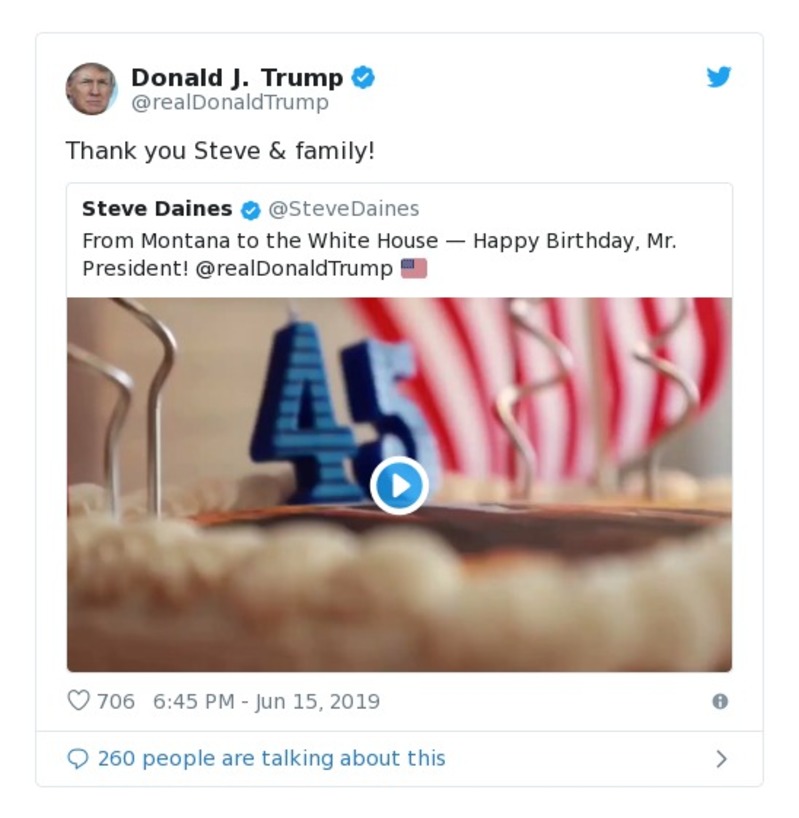 Donald J. Trump
@realDonaldTrump
Thank you Steve & family!
Steve Daines @SteveDaines
From Montana to the White House — Happy Birthday, Mr.
President! @realDonaldTrump 🇺🇸
45
706 6:45 PM - Jun 15, 2019
260 people are talking about this